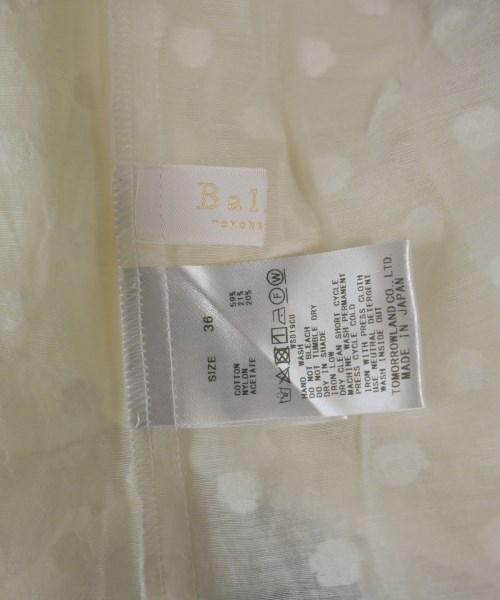 Bal
SIZE 36
COTTON 59%
NYLON 21%
ACETATE 20%
WS019CU
HAND WASH
DO NOT BLEACH
DO NOT TUMBLE DRY
DRY IN SHADE
IRON LOW
DRY CLEAN SHORT CYCLE
MACHINE WASH PERMANENT
PRESS CYCLE COLD
IRON WITH PRESS CLOTH
USE NEUTRAL DETERGENT
WASH INSIDE OUT
TOMORROWLAND CO., LTD.
MADE IN JAPAN